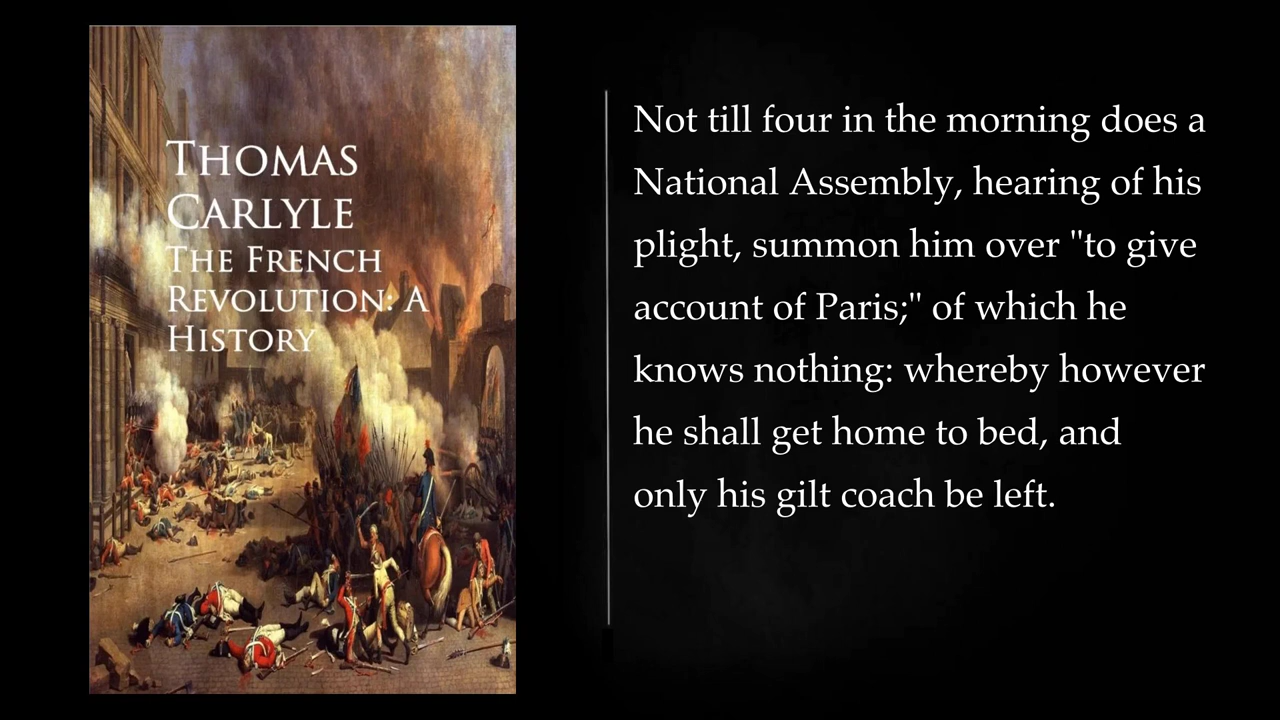 THOMAS
CARLYLE
THE FRENCH
REVOLUTION: A
HISTORY
Not till four in the morning does a
National Assembly, hearing of his
plight, summon him over "to give
account of Paris;" of which he
knows nothing: whereby however
he shall get home to bed, and
only his gilt coach be left.